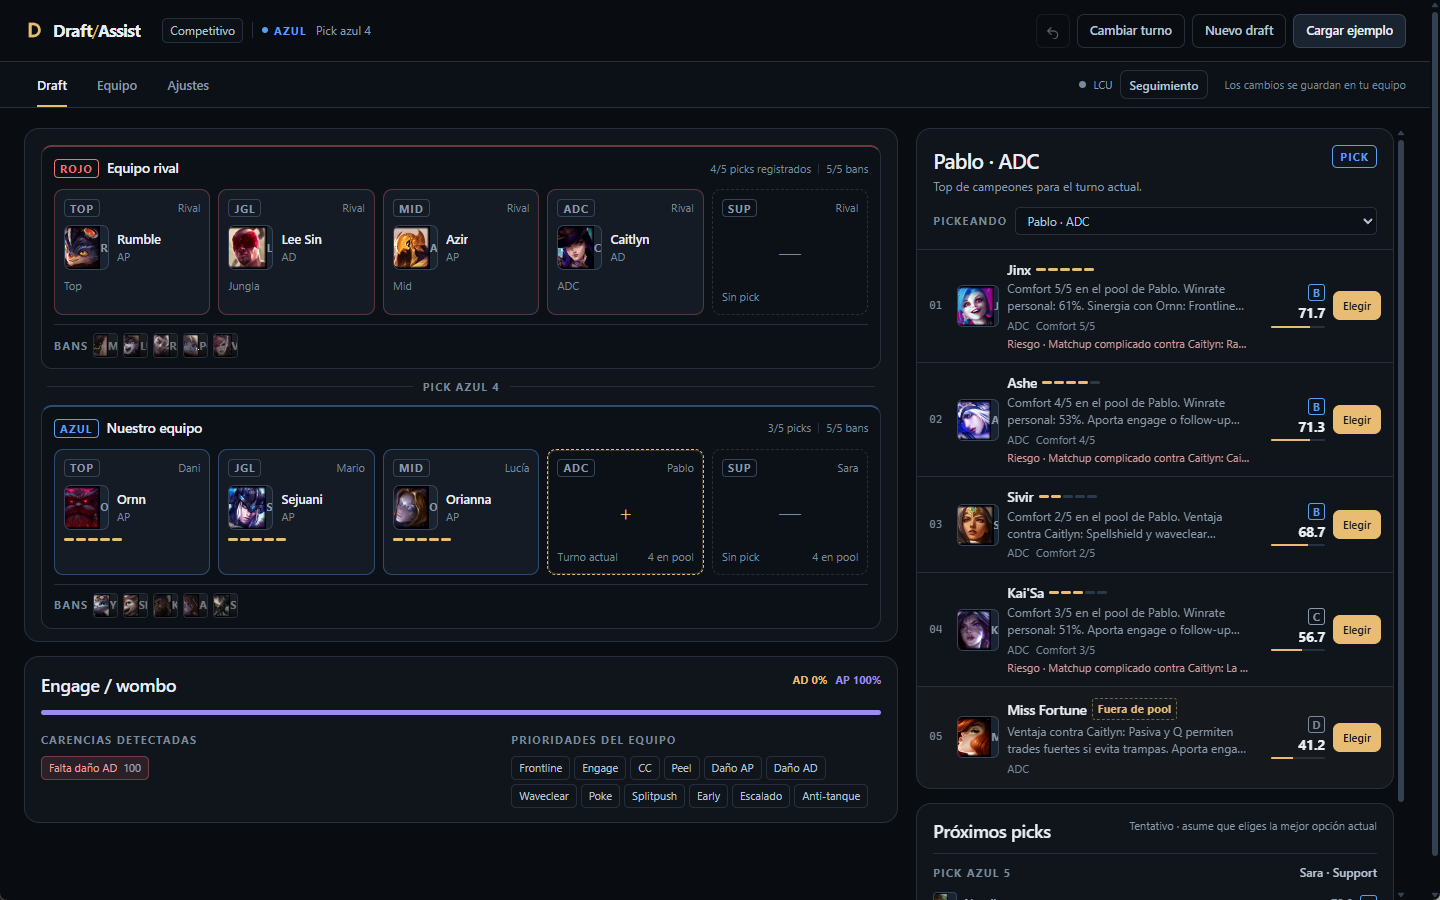 D Draft/Assist Competitivo AZUL Pick azul 4 Cambiar turno Nuevo draft Cargar ejemplo
Draft Equipo Ajustes LCU Seguimiento Los cambios se guardan en tu equipo
ROJO Equipo rival 4/5 picks registrados 5/5 bans
TOP Rival JGL Rival MID Rival ADC Rival SUP Rival
R Rumble L Lee Sin A Azir C Caitlyn
AP AD AP AD
Top Jungla Mid ADC Sin pick
BANS M L R P V
PICK AZUL 4
AZUL Nuestro equipo 3/5 picks 5/5 bans
TOP Dani JGL Mario MID Lucía ADC Pablo SUP Sara
O Ornn S Sejuani O Orianna +
AP AP AP
Turno actual 4 en pool Sin pick 4 en pool
BANS Y Sl K A S
Engage / wombo AD 0% AP 100%
CARENCIAS DETECTADAS
Falta daño AD 100
PRIORIDADES DEL EQUIPO
Frontline Engage CC Peel Daño AP Daño AD
Waveclear Poke Splitpush Early Escalado Anti-tanque
Pablo · ADC PICK
Top de campeones para el turno actual.
PICKEANDO Pablo · ADC
01 J Jinx
Comfort 5/5 en el pool de Pablo. Winrate
personal: 61%. Sinergia con Ornn: Frontline...
ADC Comfort 5/5
Riesgo · Matchup complicado contra Caitlyn: Ra...
B 71.7 Elegir
02 A Ashe
Comfort 4/5 en el pool de Pablo. Winrate
personal: 53%. Aporta engage o follow-up...
ADC Comfort 4/5
Riesgo · Matchup complicado contra Caitlyn: Cai...
B 71.3 Elegir
03 S Sivir
Comfort 2/5 en el pool de Pablo. Ventaja
contra Caitlyn: Spellshield y waveclear...
ADC Comfort 2/5
B 68.7 Elegir
04 K Kai'Sa
Comfort 3/5 en el pool de Pablo. Winrate
personal: 51%. Aporta engage o follow-up...
ADC Comfort 3/5
Riesgo · Matchup complicado contra Caitlyn: La ...
C 56.7 Elegir
05 M Miss Fortune Fuera de pool
Ventaja contra Caitlyn: Pasiva y Q permiten
trades fuertes si evita trampas. Aporta enga...
ADC
D 41.2 Elegir
Próximos picks Tentativo · asume que eliges la mejor opción actual
PICK AZUL 5 Sara · Support